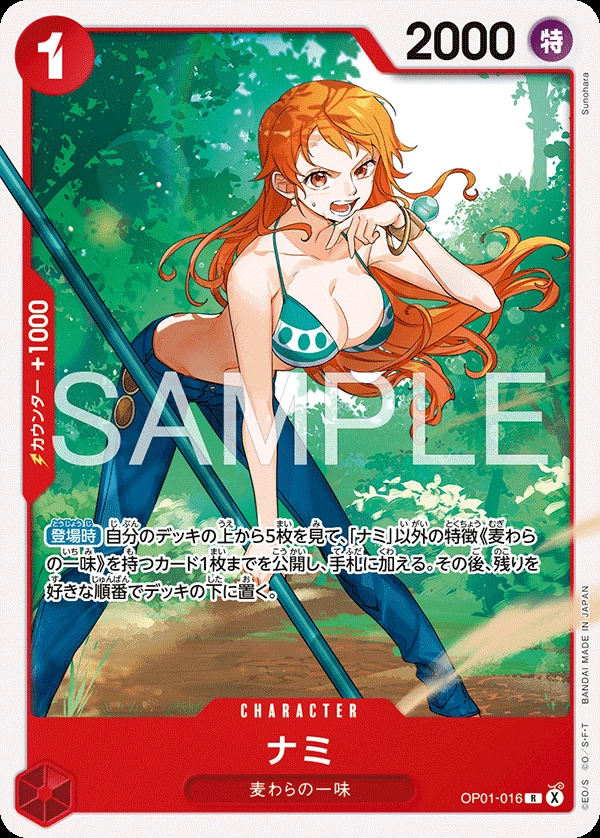 1
2000
特
Sunohara
カウンター +1000
SAMPLE
登場時 自分のデッキの上から5枚を見て、「ナミ」以外の特徴《麦わら
の一味》を持つカード1枚までを公開し、手札に加える。その後、残りを
好きな順番でデッキの下に置く。
CHARACTER
ナミ
麦わらの一味
OP01-016 R X
©E.O/S ©O/S・F・T BANDAI MADE IN JAPAN